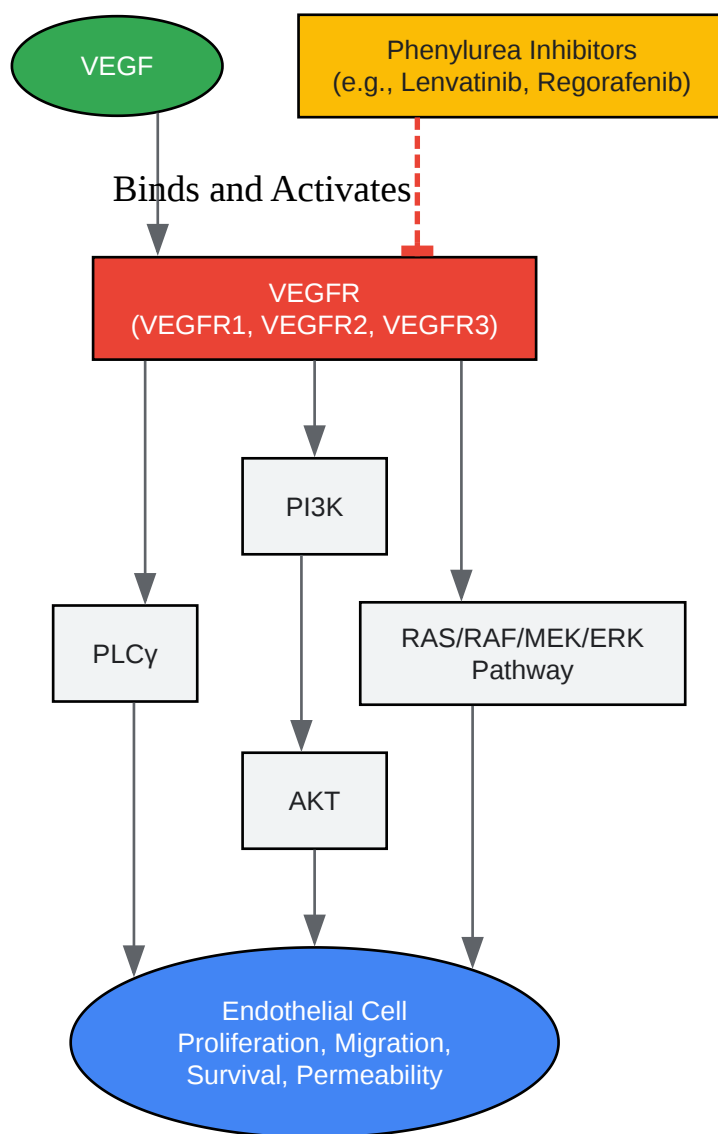 VEGF
Phenylurea Inhibitors
(e.g., Lenvatinib, Regorafenib)
Binds and Activates
VEGFR
(VEGFR1, VEGFR2, VEGFR3)
PI3K
PLCγ
RAS/RAF/MEK/ERK
Pathway
AKT
Endothelial Cell
Proliferation, Migration,
Survival, Permeability